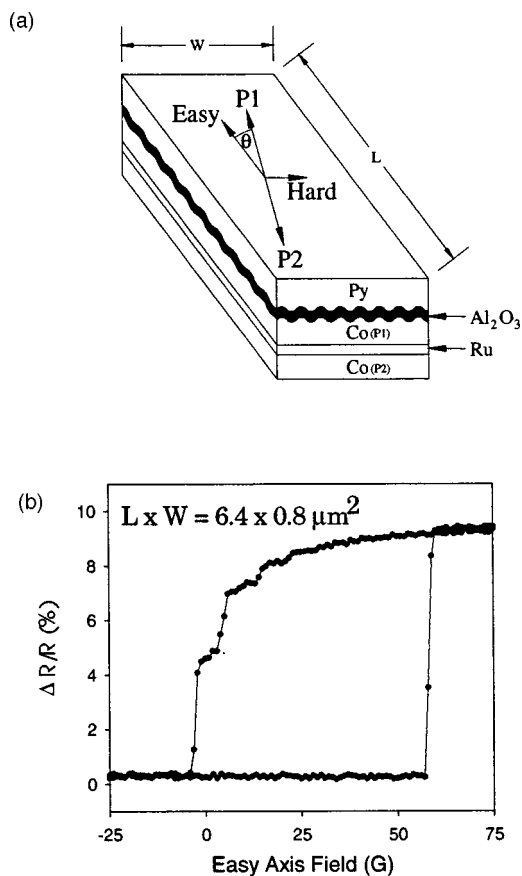 (a)
W
L
P1
Easy
θ
Hard
P2
Py
Al₂O₃
Co(P1)
Ru
Co(P2)
(b)
L x W = 6.4 x 0.8 μm²
10
8
6
4
2
0
Δ R/R (%)
-25 0 25 50 75
Easy Axis Field (G)